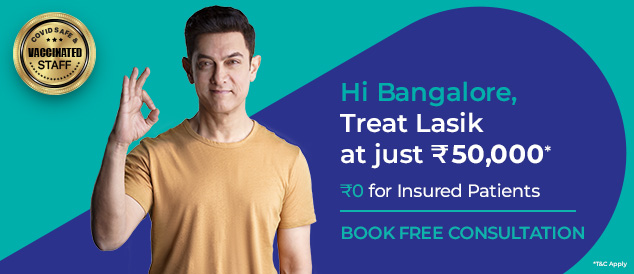 COVID SAFE &
VACCINATED
STAFF
Hi Bangalore,
Treat Lasik
at just ₹50,000*
₹0 for Insured Patients
BOOK FREE CONSULTATION
*T&C Apply